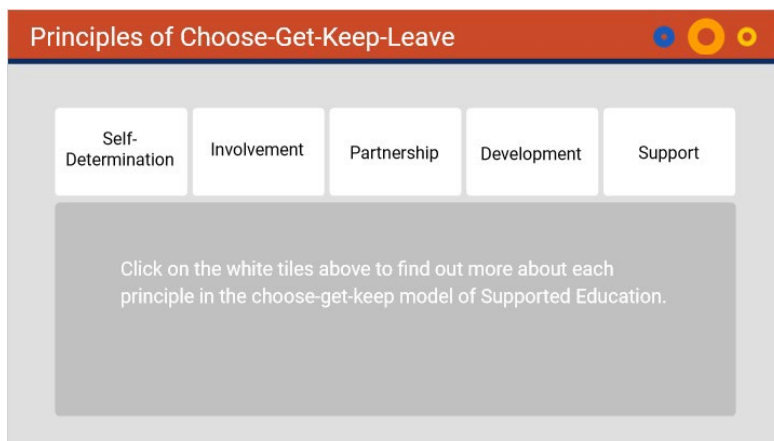 Principles of Choose-Get-Keep-Leave
Self-
Determination
Involvement
Partnership
Development
Support
Click on the white tiles above to find out more about each
principle in the choose-get-keep model of Supported Education.